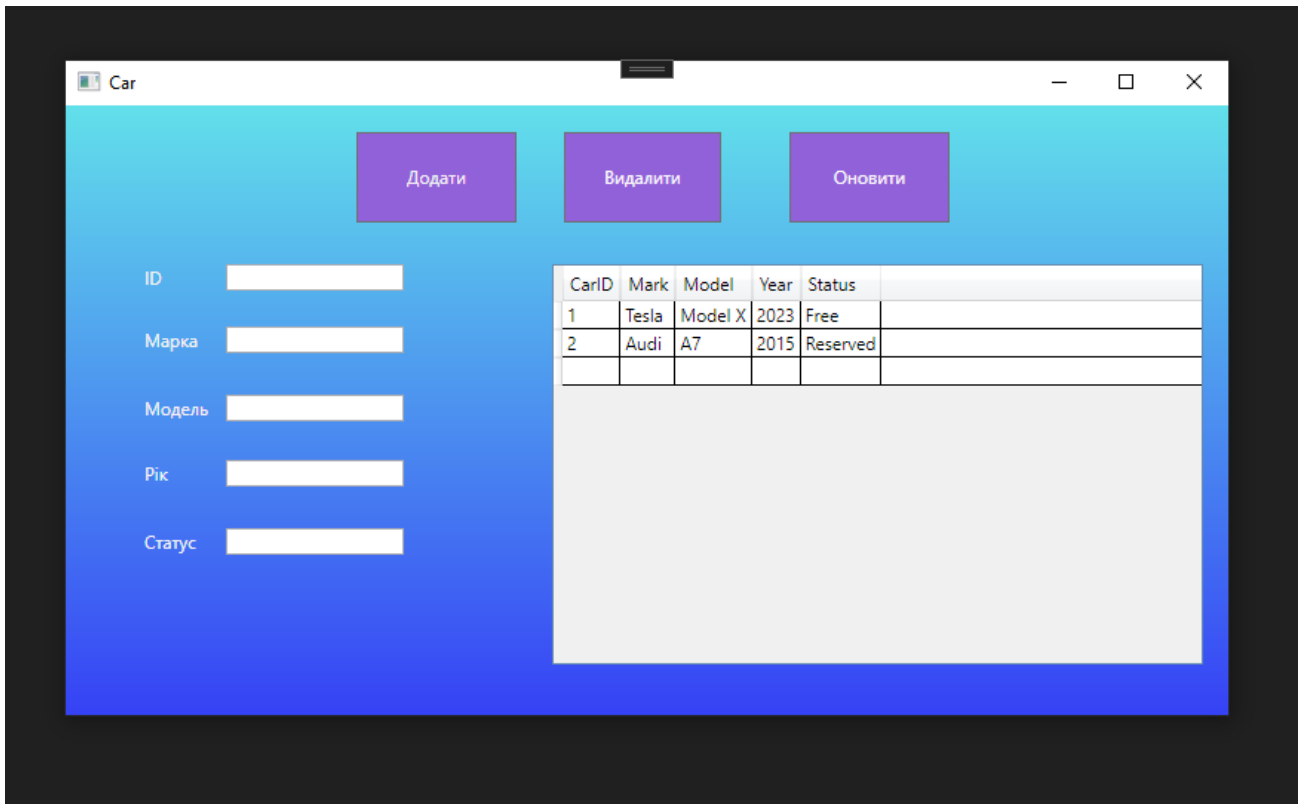 Car
Додати Видалити Оновити
ID
Марка
Модель
Рік
Статус
CarID Mark Model Year Status
1 Tesla Model X 2023 Free
2 Audi A7 2015 Reserved